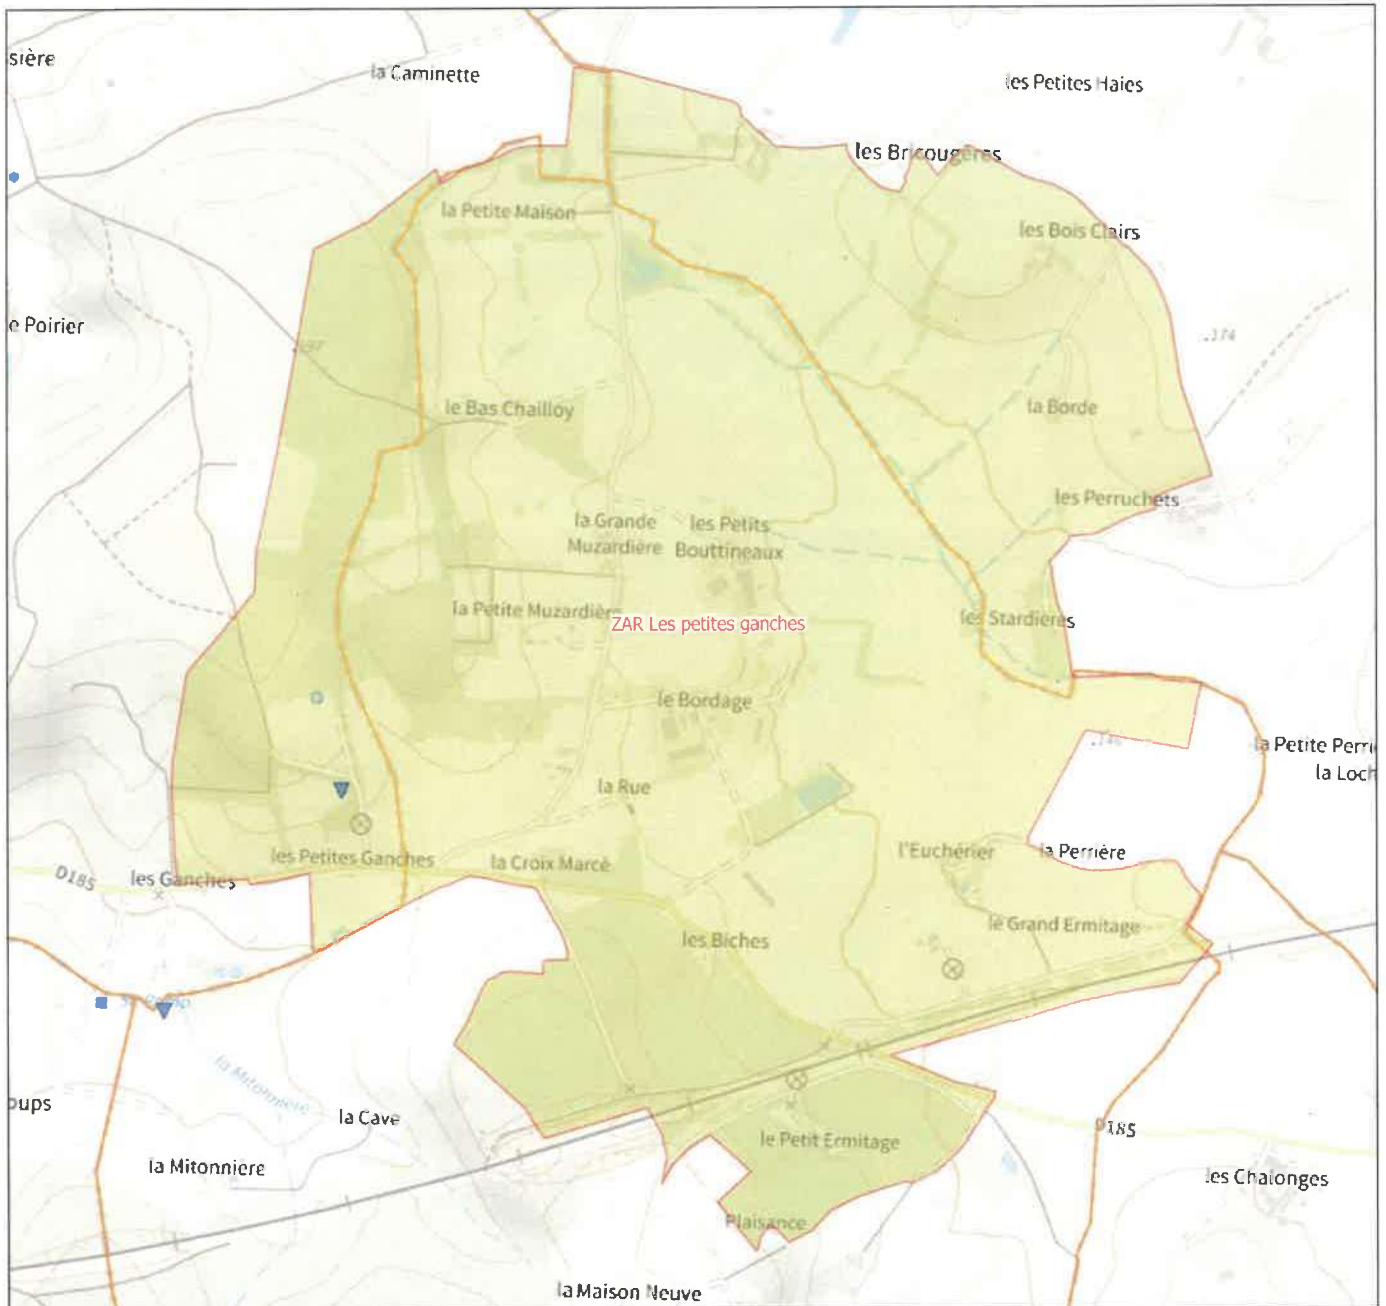 sière
la Caminette
les Petites Haies
les Bricougères
la Petite Maison
les Bois Clairs
e Poirier
.174
le Bas Chailloy
la Borde
les Perruchets
la Grande
Muzardière
les Petits
Bouttineaux
la Petite Muzardière
ZAR Les petites ganches
les Stardières
le Bordage
la Petite Perri
la Loch
la Rue
les Petites Ganches
la Croix Marcé
l'Euchérier
la Perrière
D185
les Ganches
le Grand Ermitage
les Biches
la Mitonnière
oups
la Cave
D185
le Petit Ermitage
la Mitonniere
les Chalonges
Plaisance
la Maison Neuve